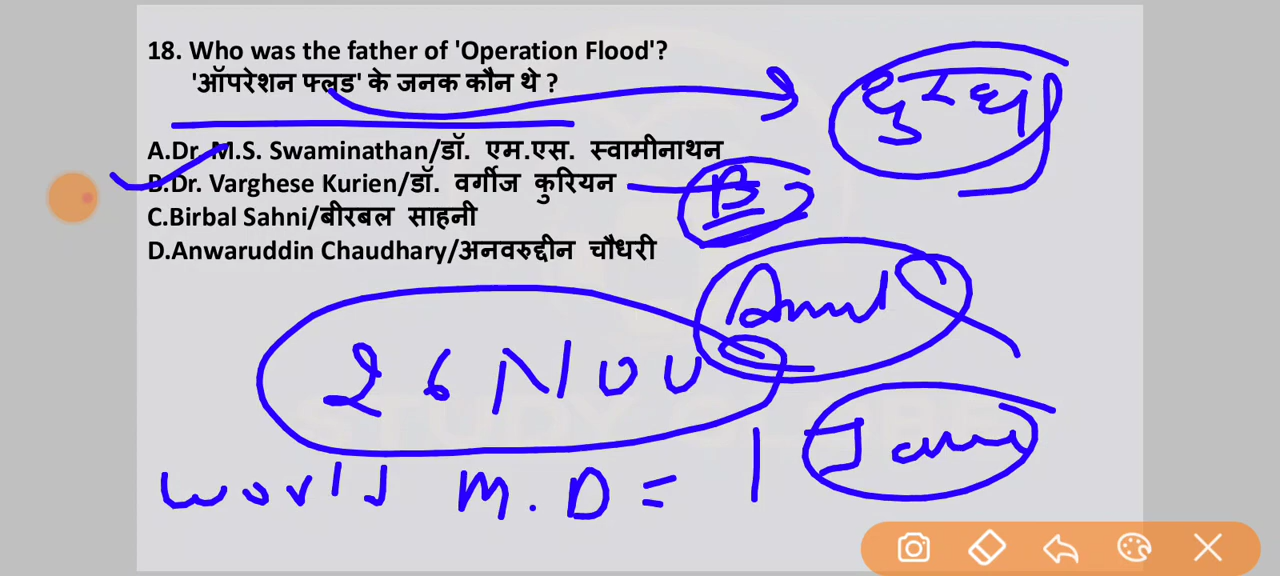 18. Who was the father of 'Operation Flood'?
'ऑपरेशन फ्लड' के जनक कौन थे ?
A.Dr. M.S. Swaminathan/डॉ. एम.एस. स्वामीनाथन
B.Dr. Varghese Kurien/डॉ. वर्गीज कुरियन
B
C.Birbal Sahni/बीरबल साहनी
D.Anwaruddin Chaudhary/अनवरुद्दीन चौधरी
Amul
26 Nov
World M.D = 1